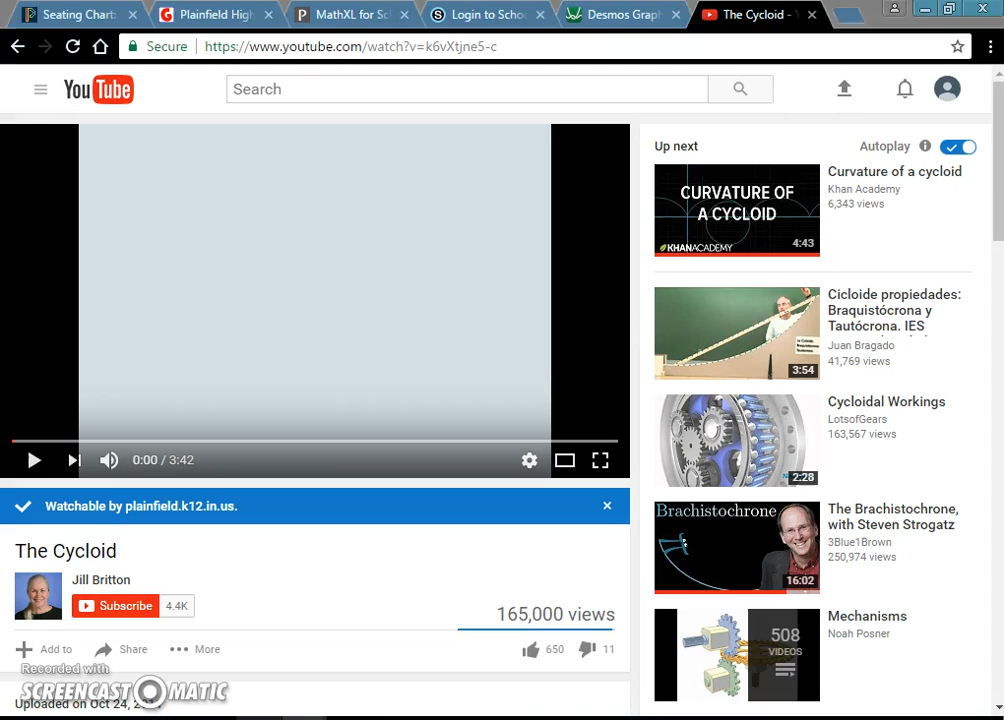 Seating Chart:
Plainfield High
MathXL for Sc
Login to Schoo
Desmos Grap
The Cycloid -
Secure
https://www.youtube.com/watch?v=k6vXtjne5-c
YouTube
Search
Up next
Autoplay
CURVATURE OF
A CYCLOID
KHANACADEMY
4:43
Curvature of a cycloid
Khan Academy
6,343 views
3:54
Cicloide propiedades:
Braquistócrona y
Tautócrona. IES
Juan Bragado
41,769 views
2:28
Cycloidal Workings
LotsofGears
163,567 views
Brachistochrone
16:02
The Brachistochrone,
with Steven Strogatz
3Blue1Brown
250,974 views
508
VIDEOS
Mechanisms
Noah Posner
0:00 / 3:42
Watchable by plainfield.k12.in.us.
The Cycloid
Jill Britton
Subscribe 4.4K
165,000 views
Add to Share More
650 11
Recorded with
SCREENCAST MATIC
Uploaded on Oct 24,